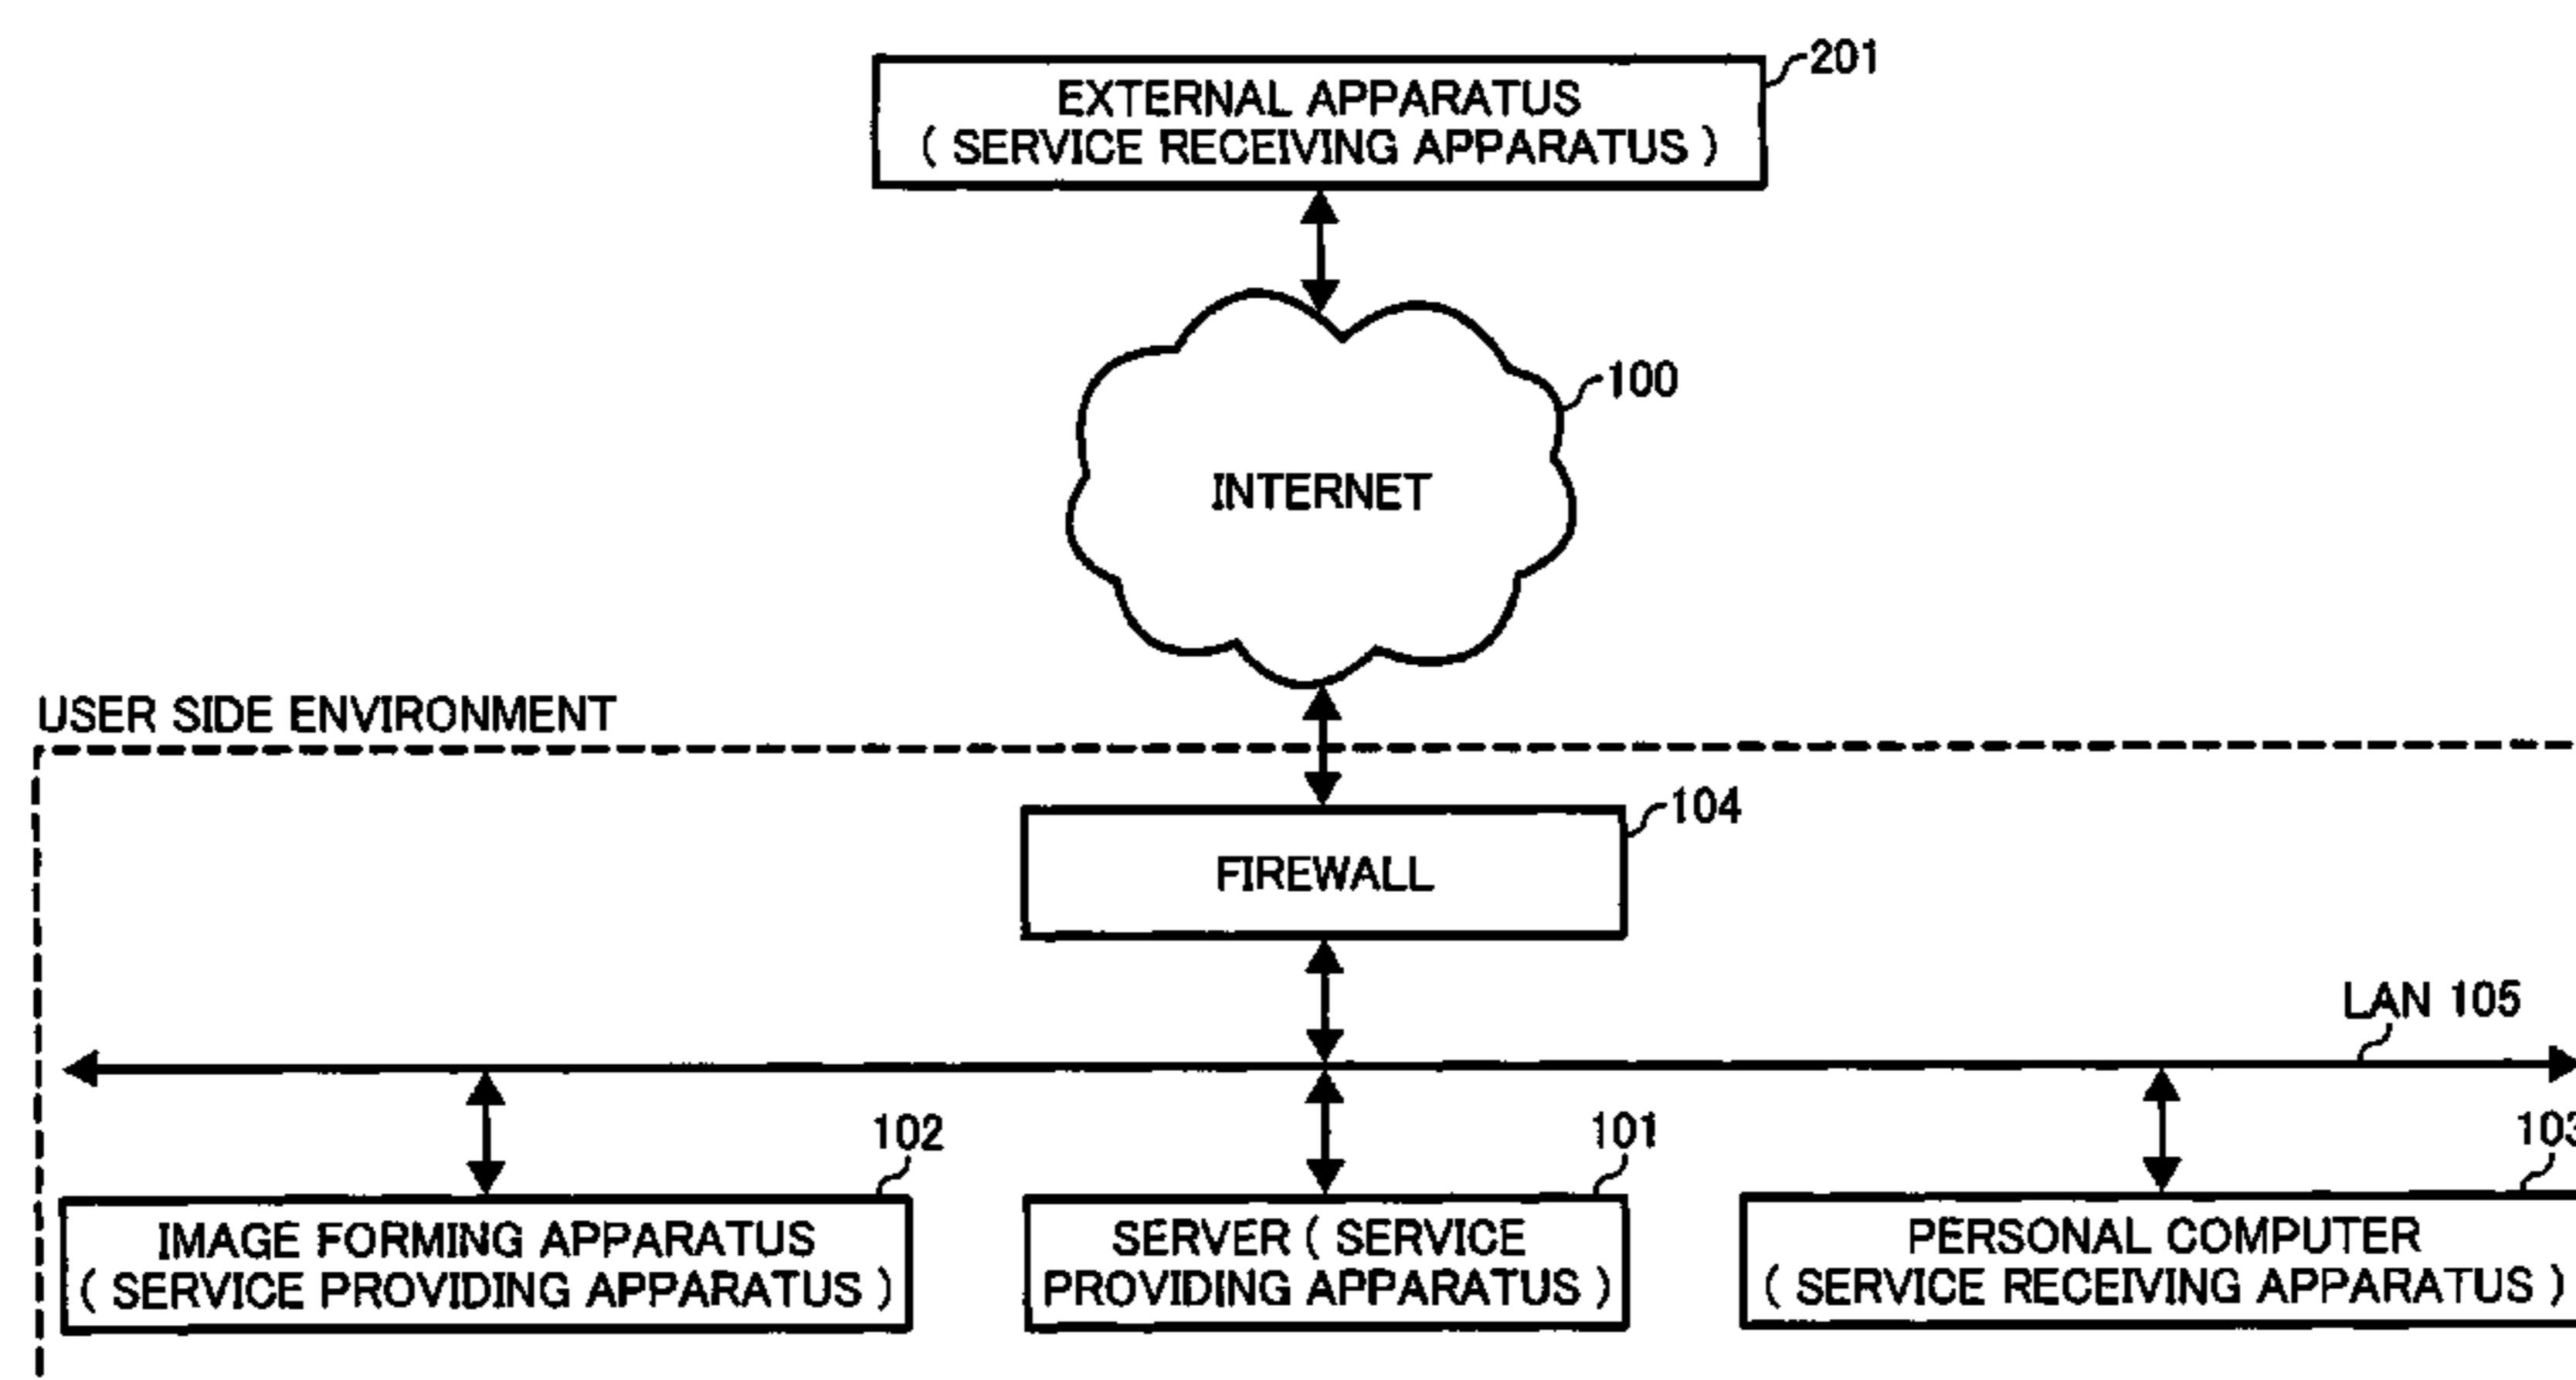 201
EXTERNAL APPARATUS
( SERVICE RECEIVING APPARATUS )
100
INTERNET
USER SIDE ENVIRONMENT
104
FIREWALL
LAN 105
102
101
103
IMAGE FORMING APPARATUS
( SERVICE PROVIDING APPARATUS )
SERVER ( SERVICE
PROVIDING APPARATUS )
PERSONAL COMPUTER
( SERVICE RECEIVING APPARATUS )